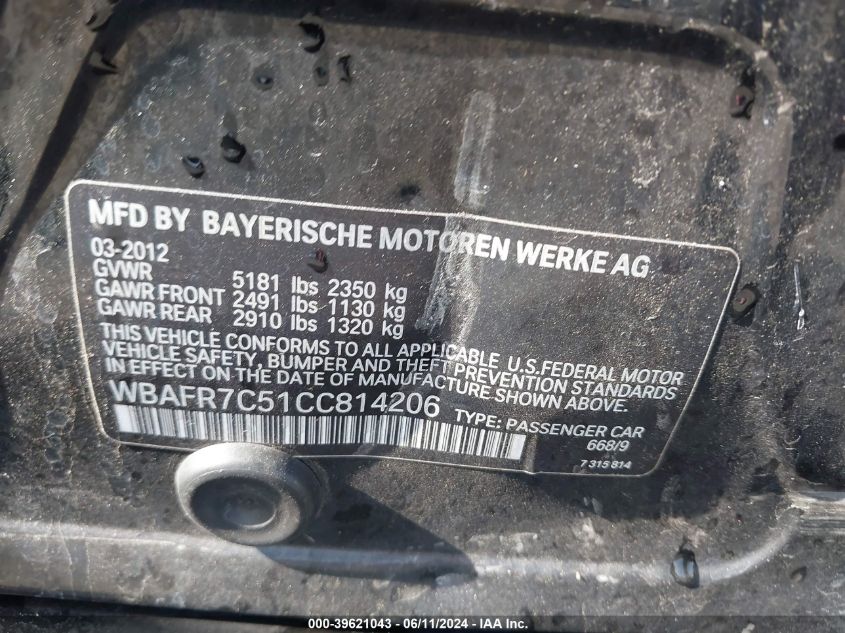 MFD BY BAYERISCHE MOTOREN WERKE AG
03-2012
GVWR 5181 lbs 2350 kg
GAWR FRONT 2491 lbs 1130 kg
GAWR REAR 2910 lbs 1320 kg
THIS VEHICLE CONFORMS TO ALL APPLICABLE U.S.FEDERAL MOTOR
VEHICLE SAFETY, BUMPER AND THEFT PREVENTION STANDARDS
IN EFFECT ON THE DATE OF MANUFACTURE SHOWN ABOVE.
WBAFR7C51CC814206
TYPE: PASSENGER CAR
668/9
7 315 814
000-39621043 - 06/11/2024 - IAA Inc.